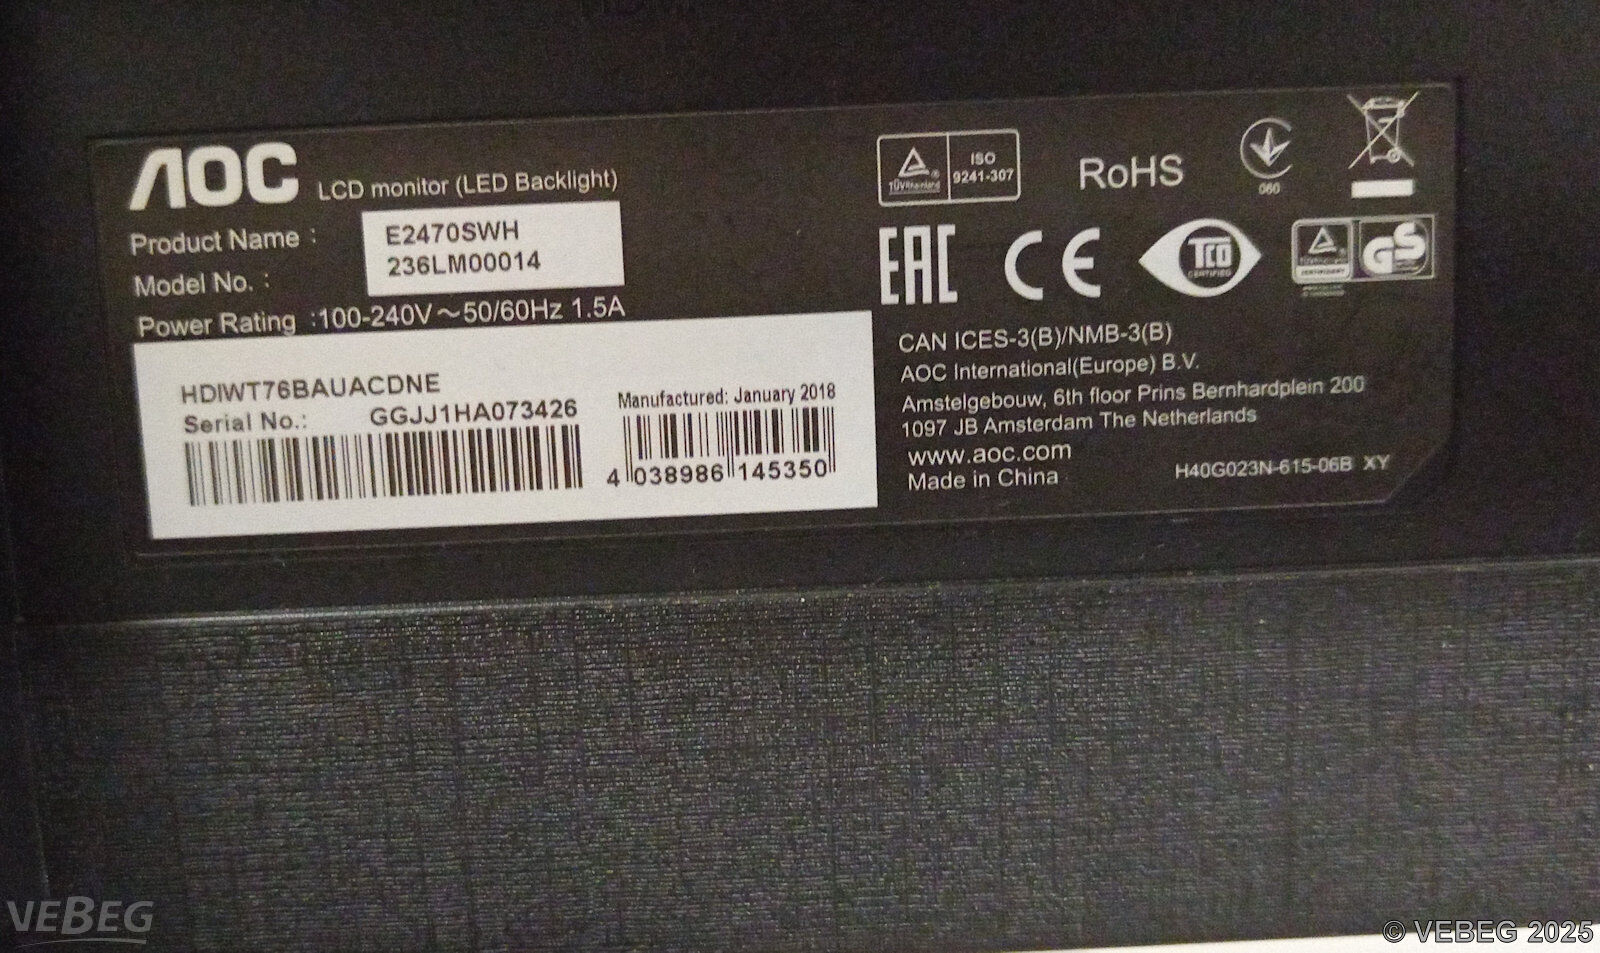 AOC LCD monitor (LED Backlight)
Product Name : E2470SWH
Model No. : 236LM00014
Power Rating :100-240V~50/60Hz 1.5A
HDIWT76BAUACDNE
Serial No.: GGJJ1HA073426
Manufactured: January 2018
4 038986 145350
TÜVRheinland
ISO
9241-307
RoHS
060
EAC CE TCO
CERTIFIED
GS
CAN ICES-3(B)/NMB-3(B)
AOC International(Europe) B.V.
Amstelgebouw, 6th floor Prins Bernhardplein 200
1097 JB Amsterdam The Netherlands
www.aoc.com
Made in China
H40G023N-615-06B XY
VEBEG
© VEBEG 2025